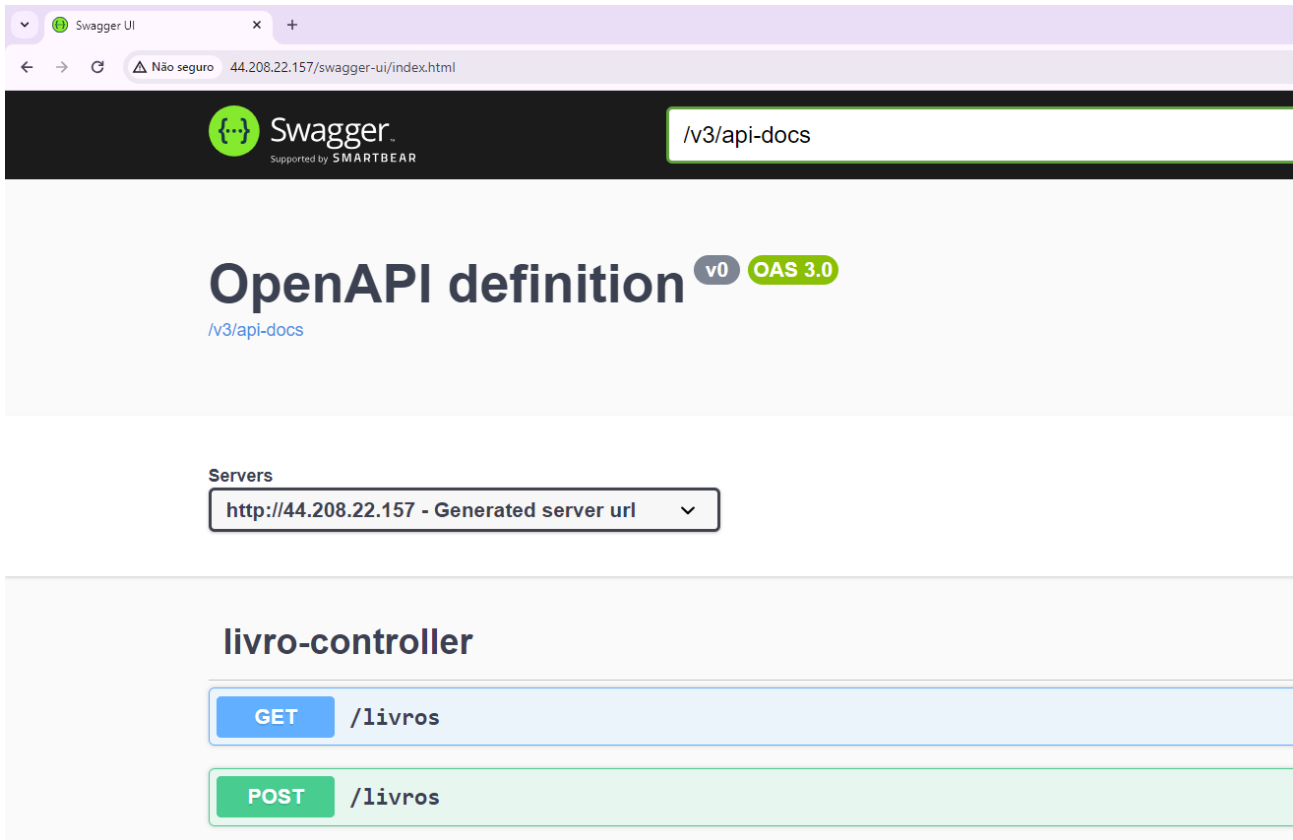 Swagger UI
Não seguro 44.208.22.157/swagger-ui/index.html
{···} Swagger.
Supported by SMARTBEAR
/v3/api-docs
OpenAPI definition v0 OAS 3.0
/v3/api-docs
Servers
http://44.208.22.157 - Generated server url
livro-controller
GET /livros
POST /livros